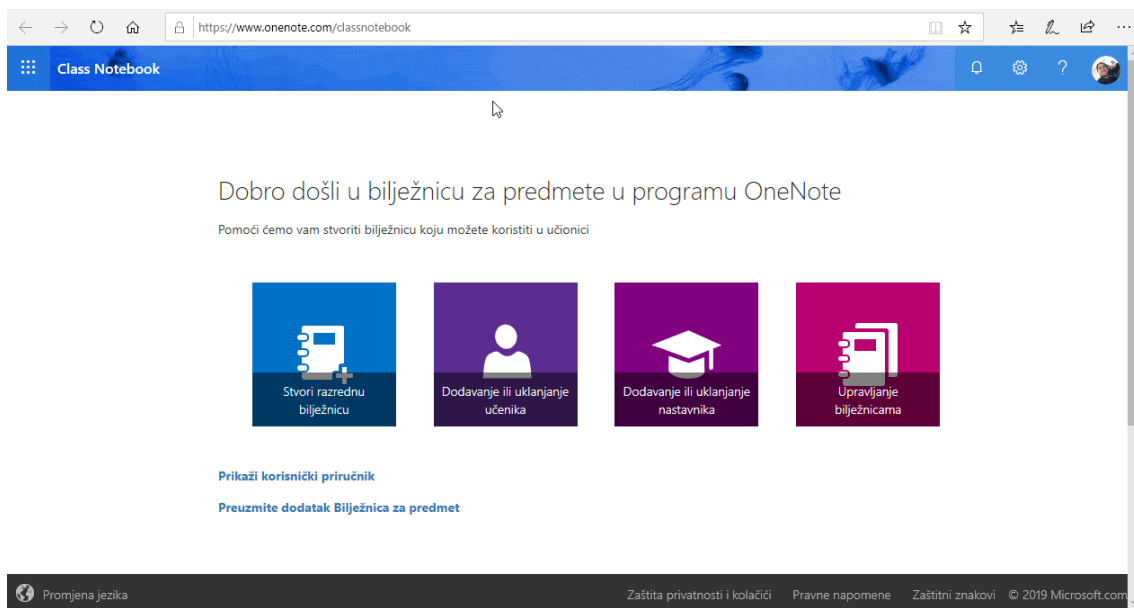 https://www.onenote.com/classnotebook
Class Notebook
Dobro došli u bilježnicu za predmete u programu OneNote
Pomoći ćemo vam stvoriti bilježnicu koju možete koristiti u učionici
Stvori razrednu
bilježnicu
Dodavanje ili uklanjanje
učenika
Dodavanje ili uklanjanje
nastavnika
Upravljanje
bilježnicama
Prikaži korisnički priručnik
Preuzmite dodatak Bilježnica za predmet
Promjena jezika Zaštita privatnosti i kolačići Pravne napomene Zaštitni znakovi © 2019 Microsoft.com